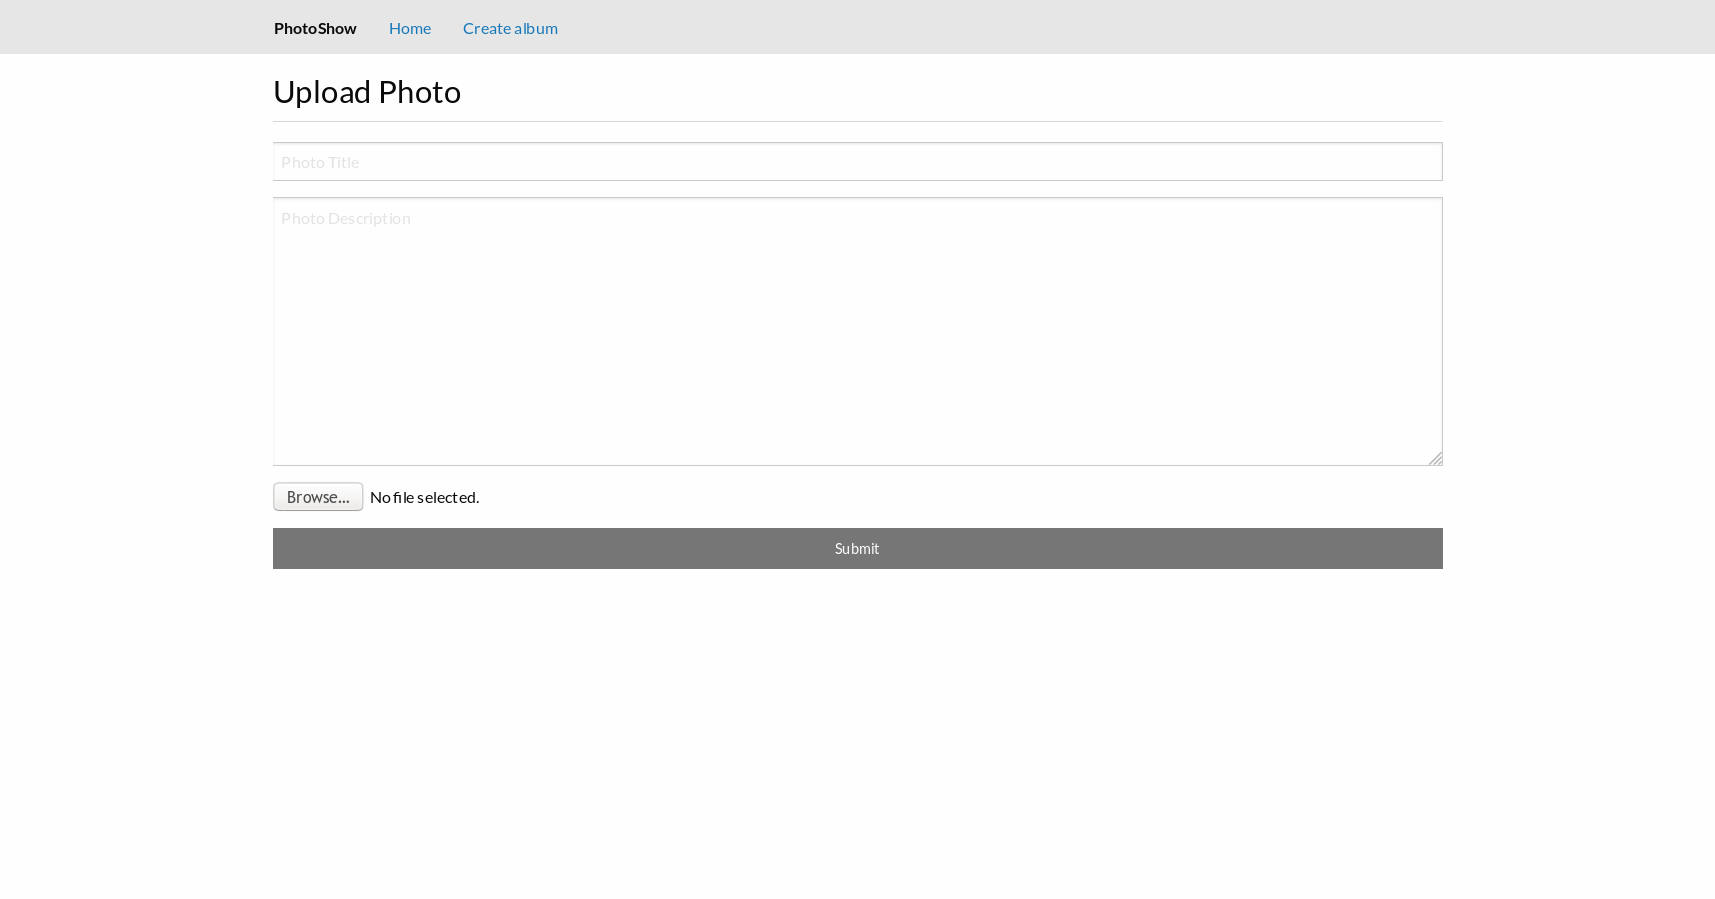 PhotoShow Home Create album
Upload Photo
Photo Title
Photo Description
Browse... No file selected.
Submit